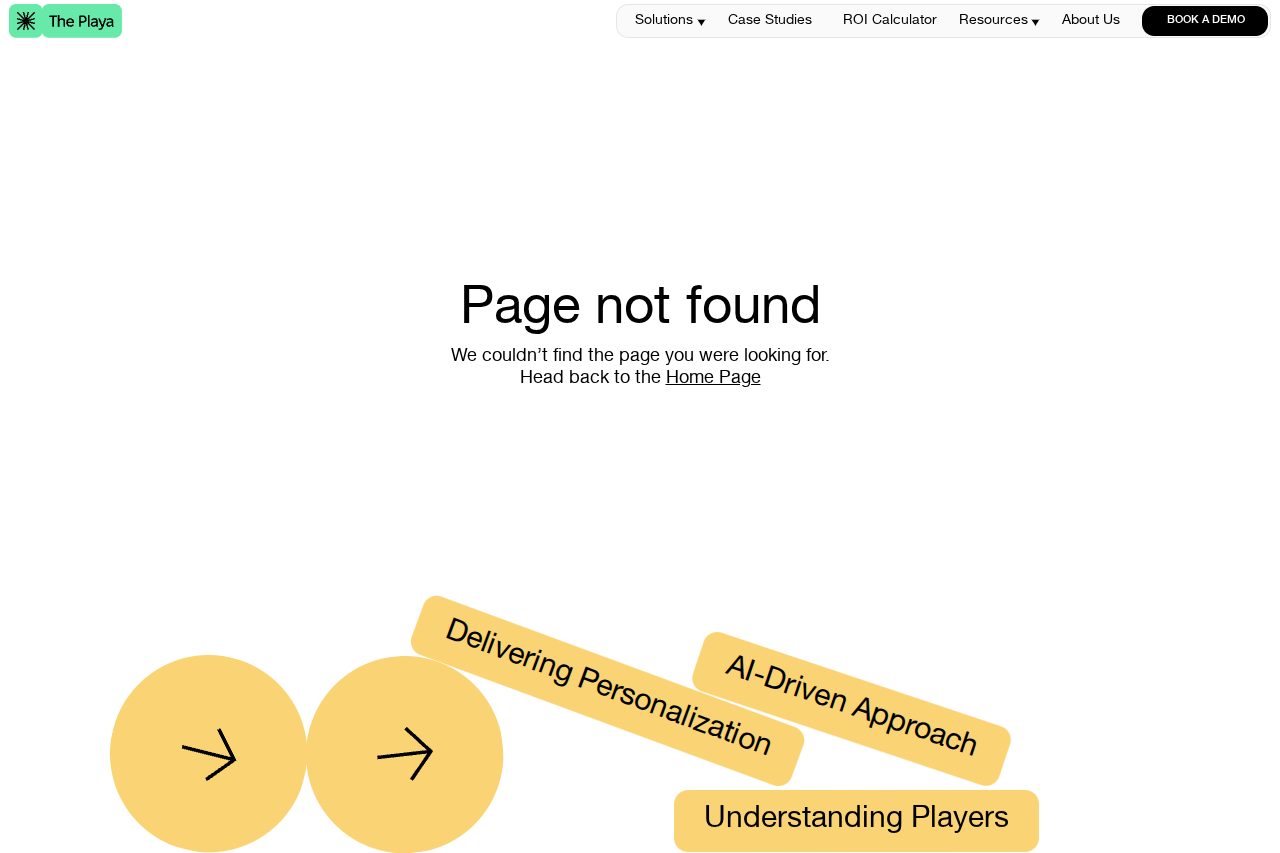 The Playa
Solutions
Case Studies
ROI Calculator
Resources
About Us
BOOK A DEMO
Page not found
We couldn’t find the page you were looking for.
Head back to the Home Page
Delivering Personalization
AI-Driven Approach
Understanding Players